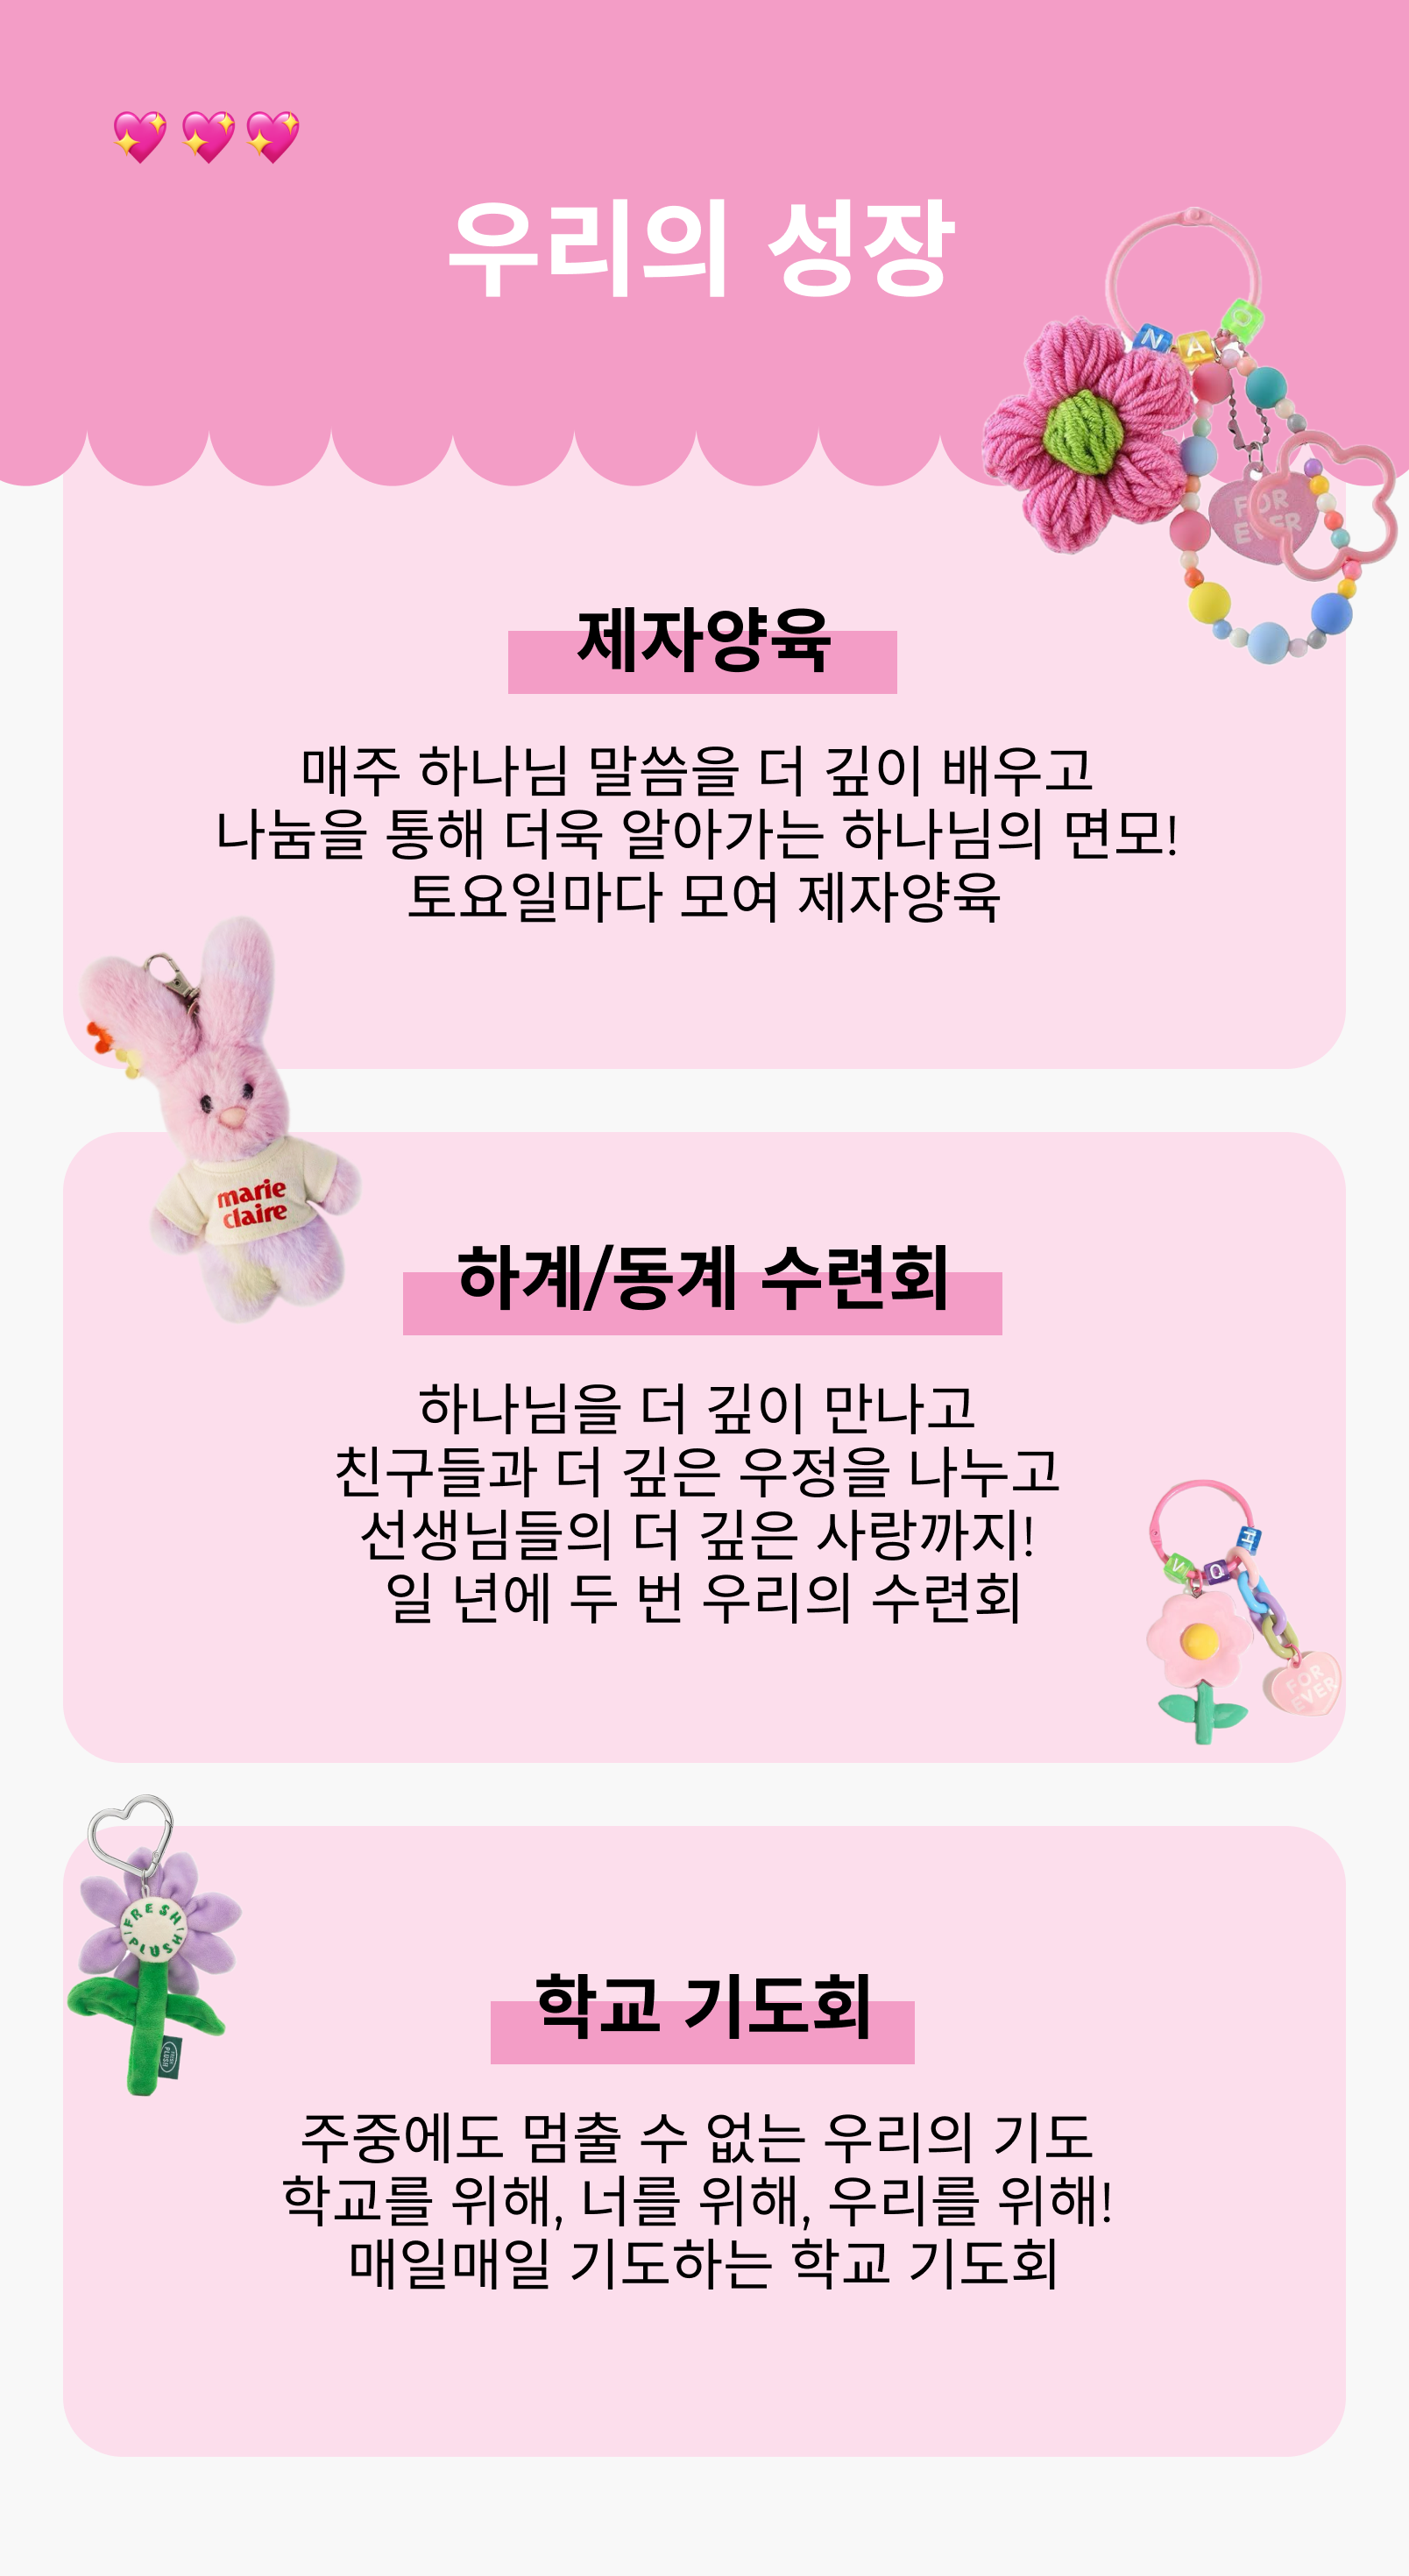 우리의 성장
N A O
FOR
EVER
제자양육
매주 하나님 말씀을 더 깊이 배우고
나눔을 통해 더욱 알아가는 하나님의 면모!
토요일마다 모여 제자양육
marie
claire
하계/동계 수련회
하나님을 더 깊이 만나고
친구들과 더 깊은 우정을 나누고
선생님들의 더 깊은 사랑까지!
일 년에 두 번 우리의 수련회
V Q H
FOR
EVER
FRESH
PLUSH
학교 기도회
주중에도 멈출 수 없는 우리의 기도
학교를 위해, 너를 위해, 우리를 위해!
매일매일 기도하는 학교 기도회